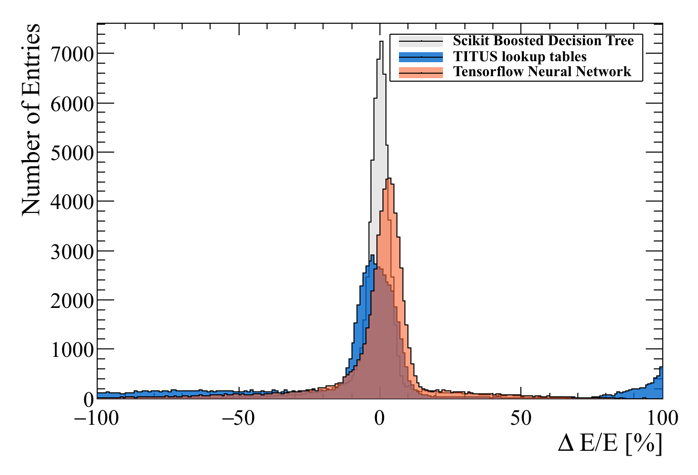 Number of Entries
7000
6000
5000
4000
3000
2000
1000
0
Scikit Boosted Decision Tree
TITUS lookup tables
Tensorflow Neural Network
−100 −50 0 50 100
Δ E/E [%]